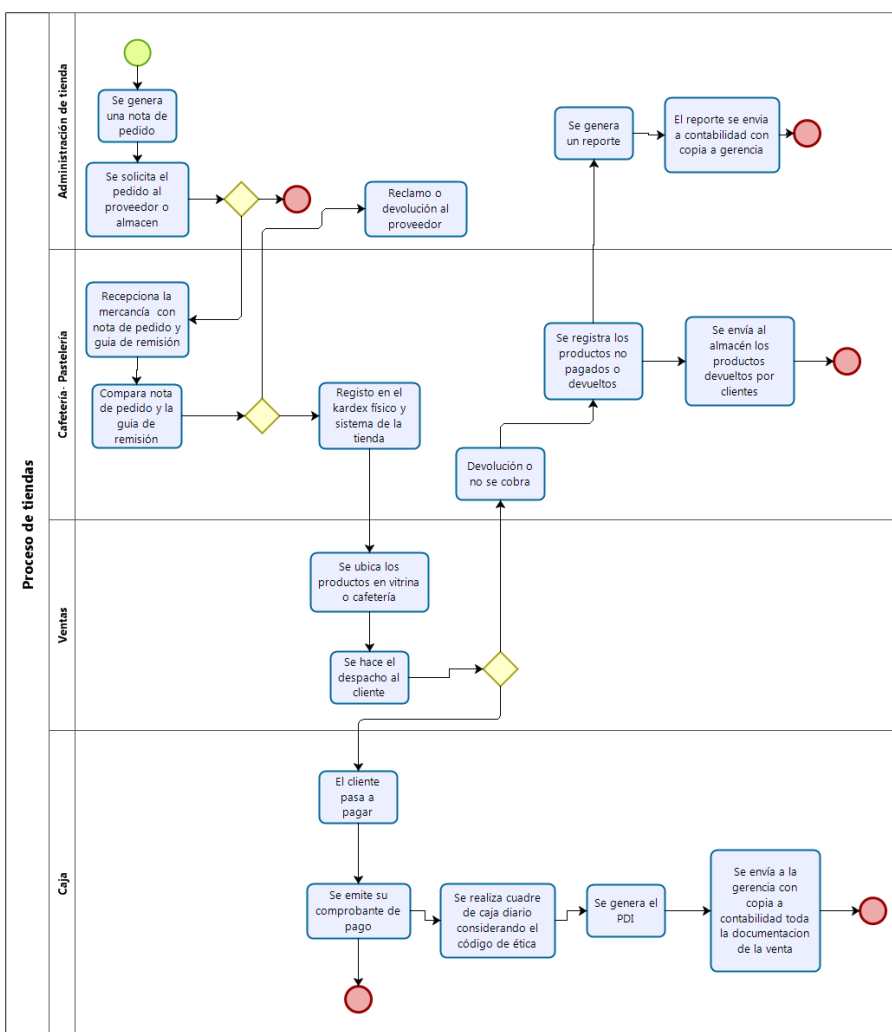 Proceso de tiendas
Administración de tienda
Se genera
una nota de
pedido
Se solicita el
pedido al
proveedor o
almacen
Reclamo o
devolución al
proveedor
Se genera
un reporte
El reporte se envia
a contabilidad con
copia a gerencia
Cafetería- Pastelería
Recepciona la
mercancía con
nota de pedido y
guia de remisión
Compara nota
de pedido y la
guia de
remisión
Registo en el
kardex físico y
sistema de la
tienda
Devolución o
no se cobra
Se registra los
productos no
pagados o
devueltos
Se envía al
almacén los
productos
devueltos por
clientes
Ventas
Se ubica los
productos en vitrina
o cafetería
Se hace el
despacho al
cliente
Caja
El cliente
pasa a
pagar
Se emite su
comprobante de
pago
Se realiza cuadre
de caja diario
considerando el
código de ética
Se genera el
PDI
Se envía a la
gerencia con
copia a
contabilidad toda
la documentacion
de la venta